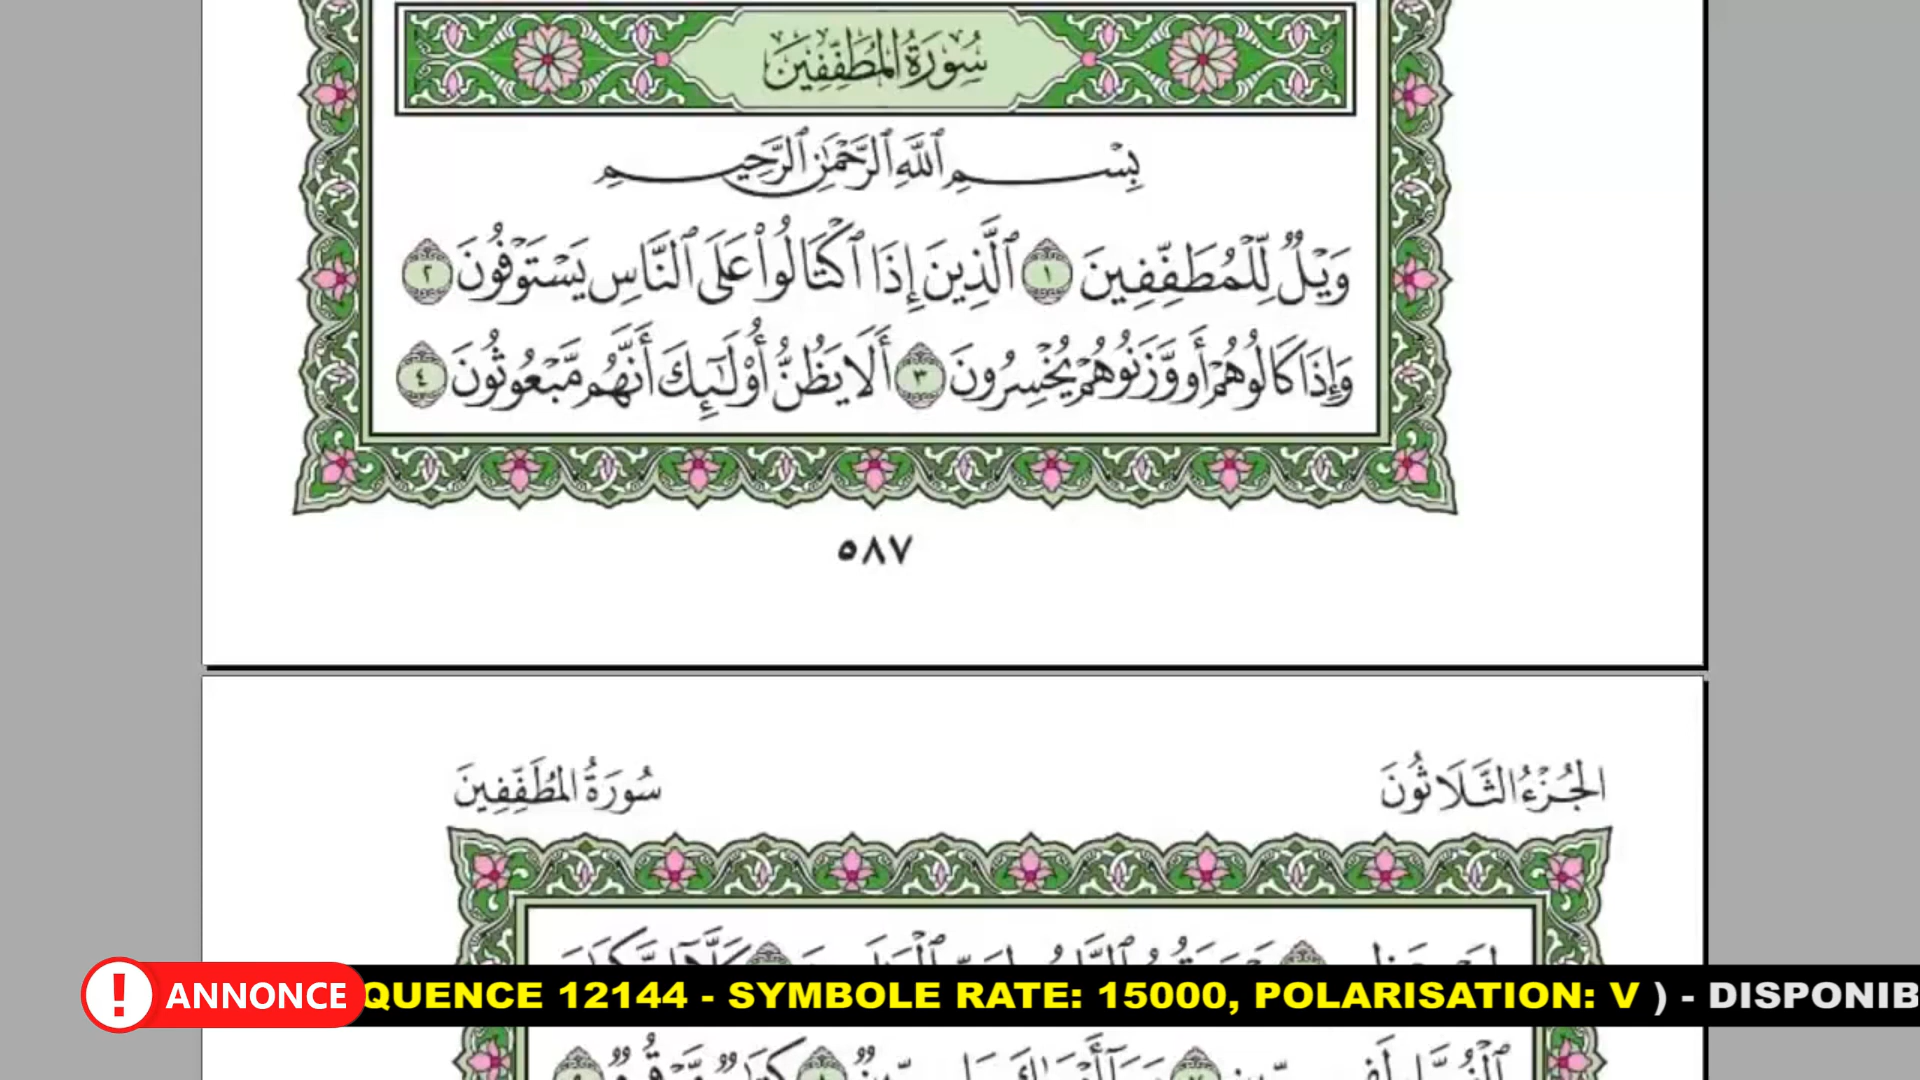 سُورَةُ المُطَفِّفِينَ
بِسْمِ ٱللَّهِ ٱلرَّحْمَٰنِ ٱلرَّحِيمِ
وَيْلٌ لِّلْمُطَفِّفِينَ ١ ٱلَّذِينَ إِذَا ٱكْتَالُوا۟ عَلَى ٱلنَّاسِ يَسْتَوْفُونَ ٢
وَإِذَا كَالُوهُمْ أَو وَّزَنُوهُمْ يُخْسِرُونَ ٣ أَلَا يَظُنُّ أُو۟لَٰٓئِكَ أَنَّهُم مَّبْعُوثُونَ ٤
٥٨٧
الجُزْءُ الثَّلَاثُونَ
سُورَةُ المُطَفِّفِينَ
! ANNONCE QUENCE 12144 - SYMBOLE RATE: 15000, POLARISATION: V ) - DISPONIB